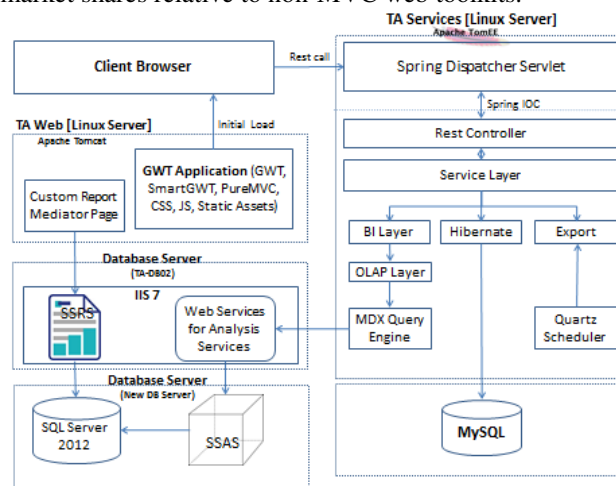 market shares relative to non-MVC web toolkits.
TA Services [Linux Server]
Apache TomEE
Client Browser
Rest call
Spring Dispatcher Servlet
Spring IOC
Initial Load
TA Web [Linux Server]
Apache Tomcat
Rest Controller
Service Layer
GWT Application (GWT,
SmartGWT, PureMVC,
CSS, JS, Static Assets)
Custom Report
Mediator Page
BI Layer
Hibernate
Export
OLAP Layer
MDX Query
Engine
Quartz
Scheduler
Database Server
(TA-DB02)
IIS 7
SSRS
Web Services
for Analysis
Services
Database Server
(New DB Server)
SQL Server
2012
SSAS
MySQL